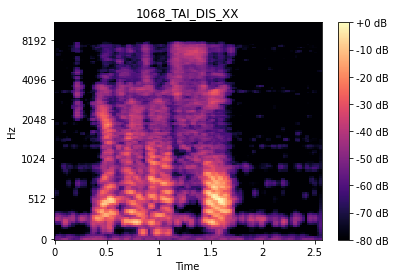 1068_TAI_DIS_XX
8192
4096
2048
1024
512
0
Hz
0
0.5
1
1.5
2
2.5
Time
+0 dB
-10 dB
-20 dB
-30 dB
-40 dB
-50 dB
-60 dB
-70 dB
-80 dB